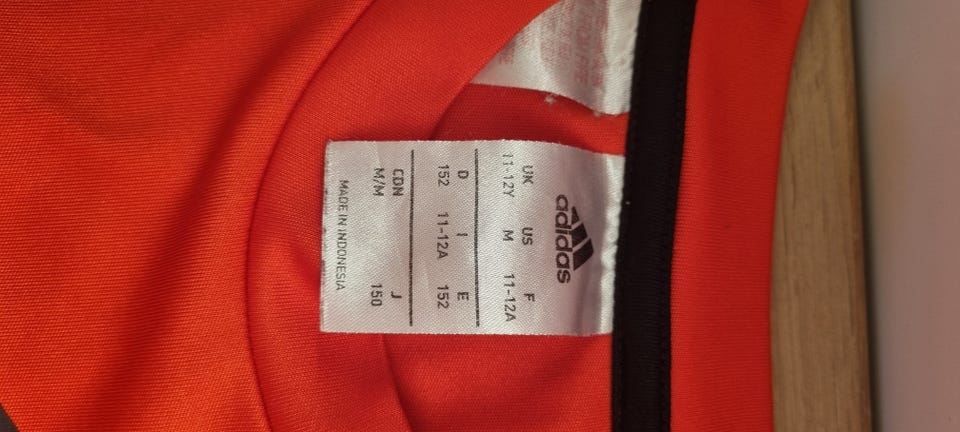 adidas
UK US F
11-12Y M 11-12A
D I E
152 11-12A 152
CDN J
M/M 150
MADE IN INDONESIA